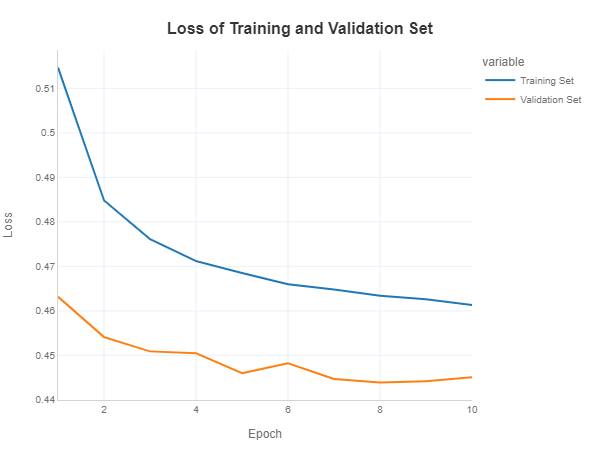 Loss of Training and Validation Set
variable
Training Set
Validation Set
0.51
0.5
0.49
0.48
0.47
0.46
0.45
0.44
Loss
2 4 6 8 10
Epoch